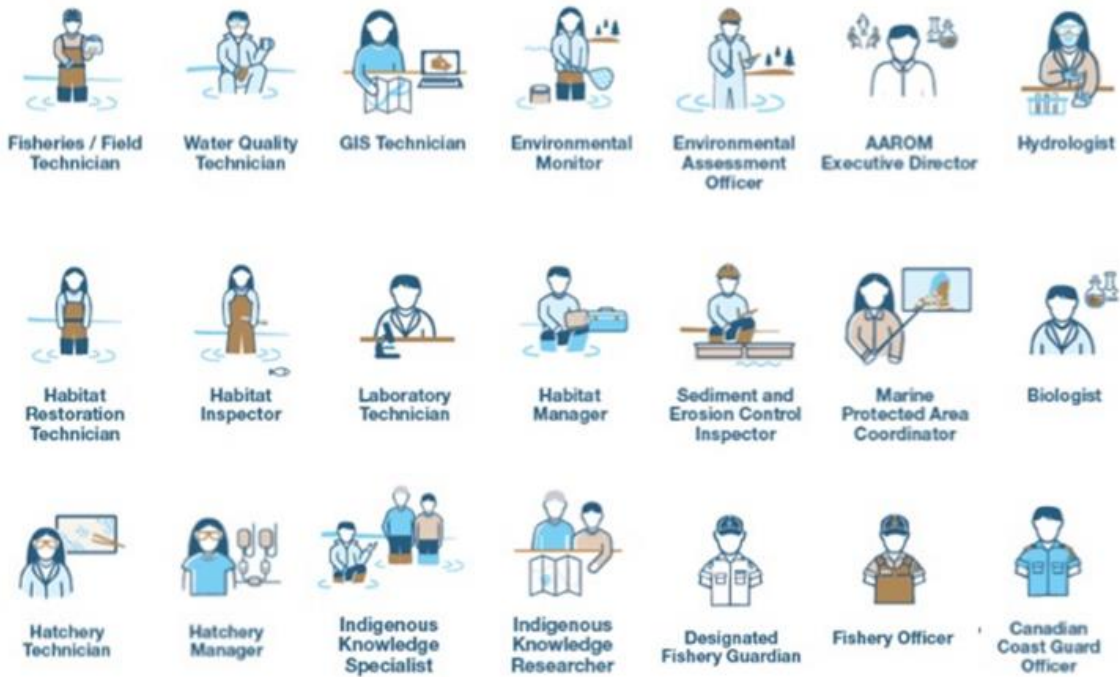 Fisheries / Field
Technician
Water Quality
Technician
GIS Technician
Environmental
Monitor
Environmental
Assessment
Officer
AAROM
Executive Director
Hydrologist
Habitat
Restoration
Technician
Habitat
Inspector
Laboratory
Technician
Habitat
Manager
Sediment and
Erosion Control
Inspector
Marine
Protected Area
Coordinator
Biologist
Hatchery
Technician
Hatchery
Manager
Indigenous
Knowledge
Specialist
Indigenous
Knowledge
Researcher
Designated
Fishery Guardian
Fishery Officer
Canadian
Coast Guard
Officer